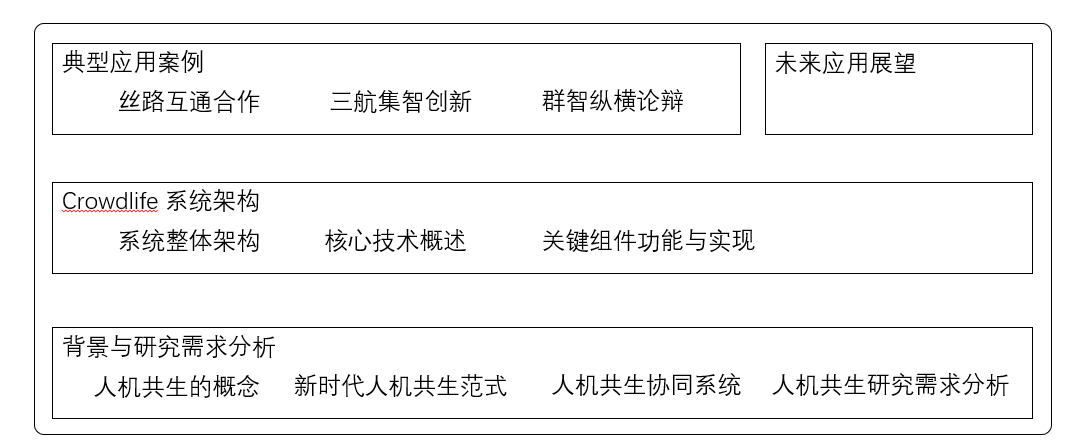 典型应用案例
丝路互通合作 三航集智创新 群智纵横论辩
未来应用展望
Crowdlife 系统架构
系统整体架构 核心技术概述 关键组件功能与实现
背景与研究需求分析
人机共生的概念 新时代人机共生范式 人机共生协同系统 人机共生研究需求分析